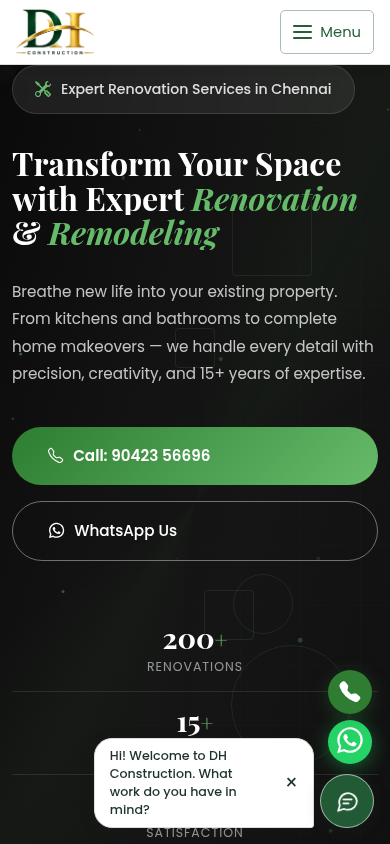 DH
CONSTRUCTION
Menu
Expert Renovation Services in Chennai
Transform Your Space
with Expert Renovation
& Remodeling
Breathe new life into your existing property.
From kitchens and bathrooms to complete
home makeovers — we handle every detail with
precision, creativity, and 15+ years of expertise.
Call: 90423 56696
WhatsApp Us
200+
RENOVATIONS
15+
Hi! Welcome to DH
Construction. What
work do you have in
mind?
×
SATISFACTION